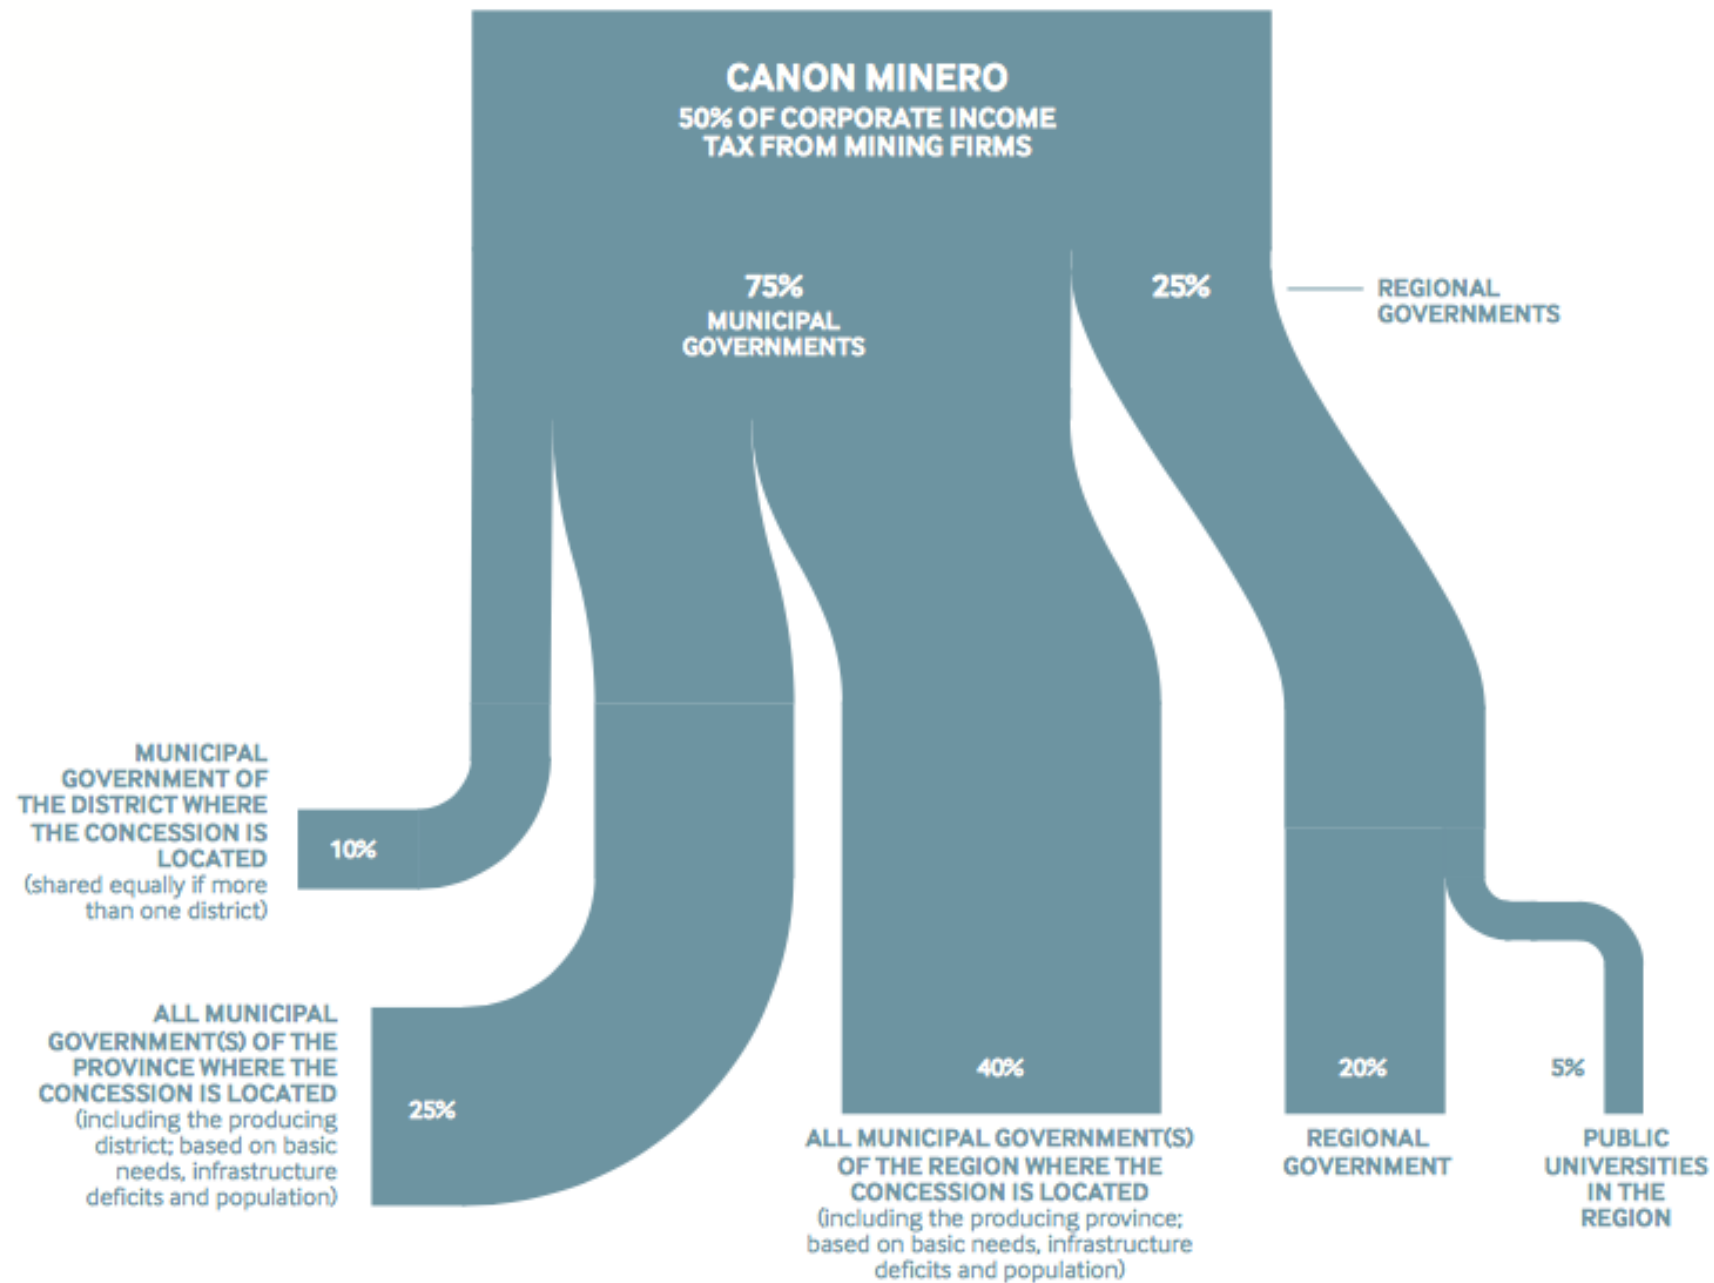 CANON MINERO
50% OF CORPORATE INCOME
TAX FROM MINING FIRMS
75%
MUNICIPAL
GOVERNMENTS
25%
REGIONAL
GOVERNMENTS
MUNICIPAL
GOVERNMENT OF
THE DISTRICT WHERE
THE CONCESSION IS
LOCATED
(shared equally if more
than one district)
10%
ALL MUNICIPAL
GOVERNMENT(S) OF THE
PROVINCE WHERE THE
CONCESSION IS LOCATED
(including the producing
district; based on basic
needs, infrastructure
deficits and population)
25%
40%
ALL MUNICIPAL GOVERNMENT(S)
OF THE REGION WHERE THE
CONCESSION IS LOCATED
(including the producing province;
based on basic needs, infrastructure
deficits and population)
20%
REGIONAL
GOVERNMENT
5%
PUBLIC
UNIVERSITIES
IN THE
REGION